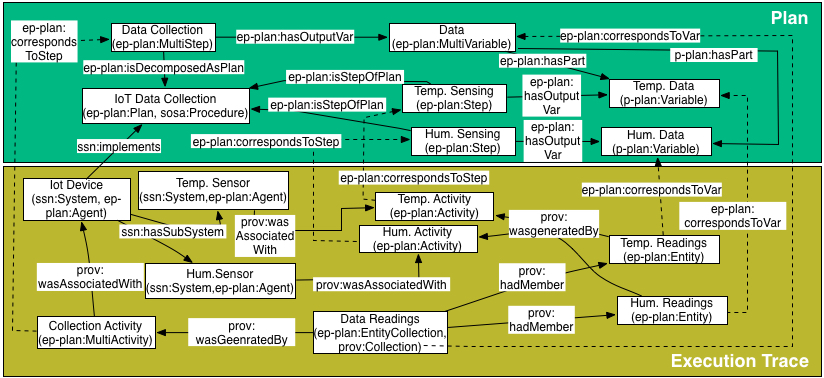 Plan
ep-plan:
corresponds
ToStep
Data Collection
(ep-plan:MultiStep)
ep-plan:hasOutputVar
Data
(ep-plan:MultiVariable)
ep-plan:correspondsToVar
ep-plan:isDecomposedAsPlan
ep-plan:hasPart
p-plan:hasPart
ep-plan:isStepOfPlan
IoT Data Collection
(ep-plan:Plan, sosa:Procedure)
Temp. Sensing
(ep-plan:Step)
ep-plan:
hasOutput
Var
Temp. Data
(p-plan:Variable)
ep-plan:isStepOfPlan
ep-plan:correspondsToStep
Hum. Sensing
(ep-plan:Step)
ep-plan:
hasOutput
Var
Hum. Data
(p-plan:Variable)
ssn:implements
Iot Device
(ssn:System, ep-
plan:Agent)
Temp. Sensor
(ssn:System,ep-plan:Agent)
ep-plan:correspondsToStep
ep-plan:correspondsToVar
Temp. Activity
(ep-plan:Activity)
ep-plan:
correspondsToVar
ssn:hasSubSystem
prov:was
Associated
With
Hum. Activity
(ep-plan:Activity)
prov:
wasgeneratedBy
Temp. Readings
(ep-plan:Entity)
prov:
wasAssociatedWith
Hum.Sensor
(ssn:System,ep-plan:Agent)
prov:wasAssociatedWith
prov:
hadMember
Hum. Readings
(ep-plan:Entity)
Collection Activity
(ep-plan:MultiActivity)
prov:
wasGeenratedBy
Data Readings
(ep-plan:EntityCollection,
prov:Collection)
prov:
hadMember
Execution Trace